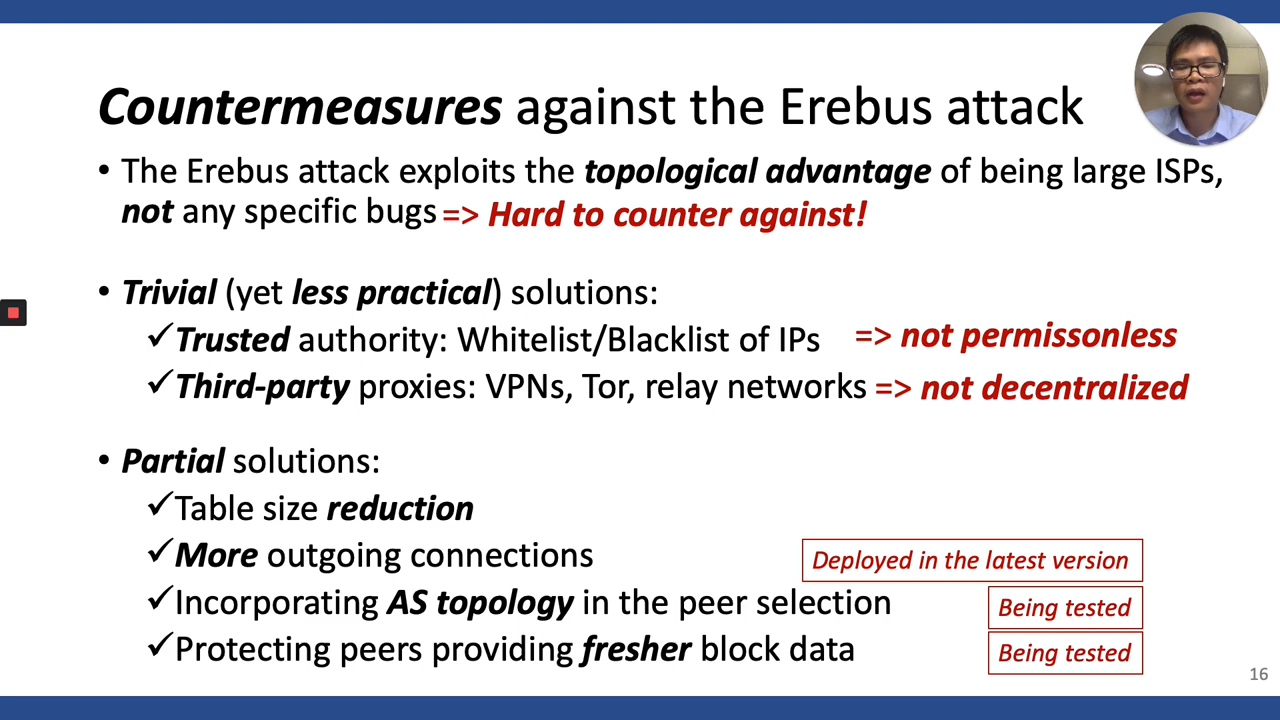 Countermeasures against the Erebus attack
• The Erebus attack exploits the topological advantage of being large ISPs,
not any specific bugs => Hard to counter against!
• Trivial (yet less practical) solutions:
✓Trusted authority: Whitelist/Blacklist of IPs => not permissonless
✓Third-party proxies: VPNs, Tor, relay networks => not decentralized
• Partial solutions:
✓Table size reduction
✓More outgoing connections Deployed in the latest version
✓Incorporating AS topology in the peer selection Being tested
✓Protecting peers providing fresher block data Being tested
16